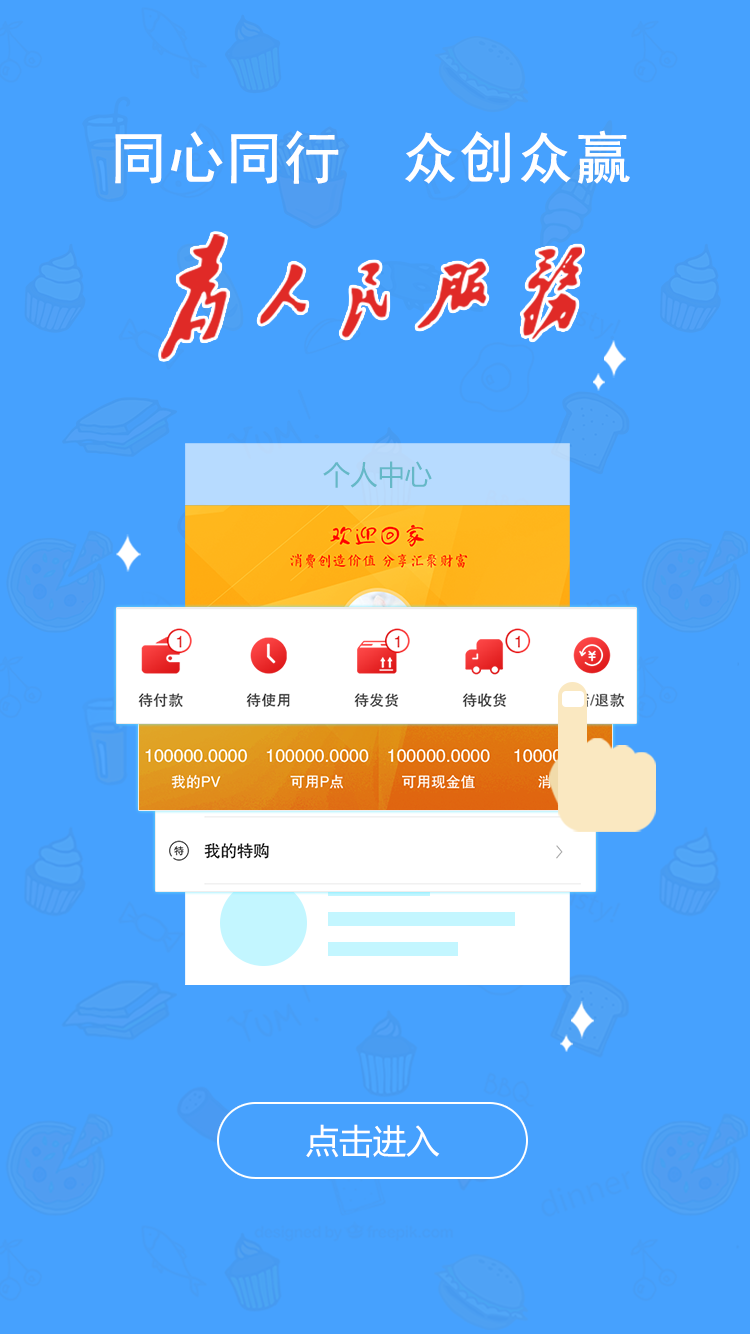 同心同行 众创众赢
为人民服务
个人中心
欢迎回家
消费创造价值 分享汇聚财富
1 1 1
待付款 待使用 待发货 待收货 /退款
100000.0000 100000.0000 100000.0000 1000
我的PV 可用P点 可用现金值 消
特 我的特购
点击进入